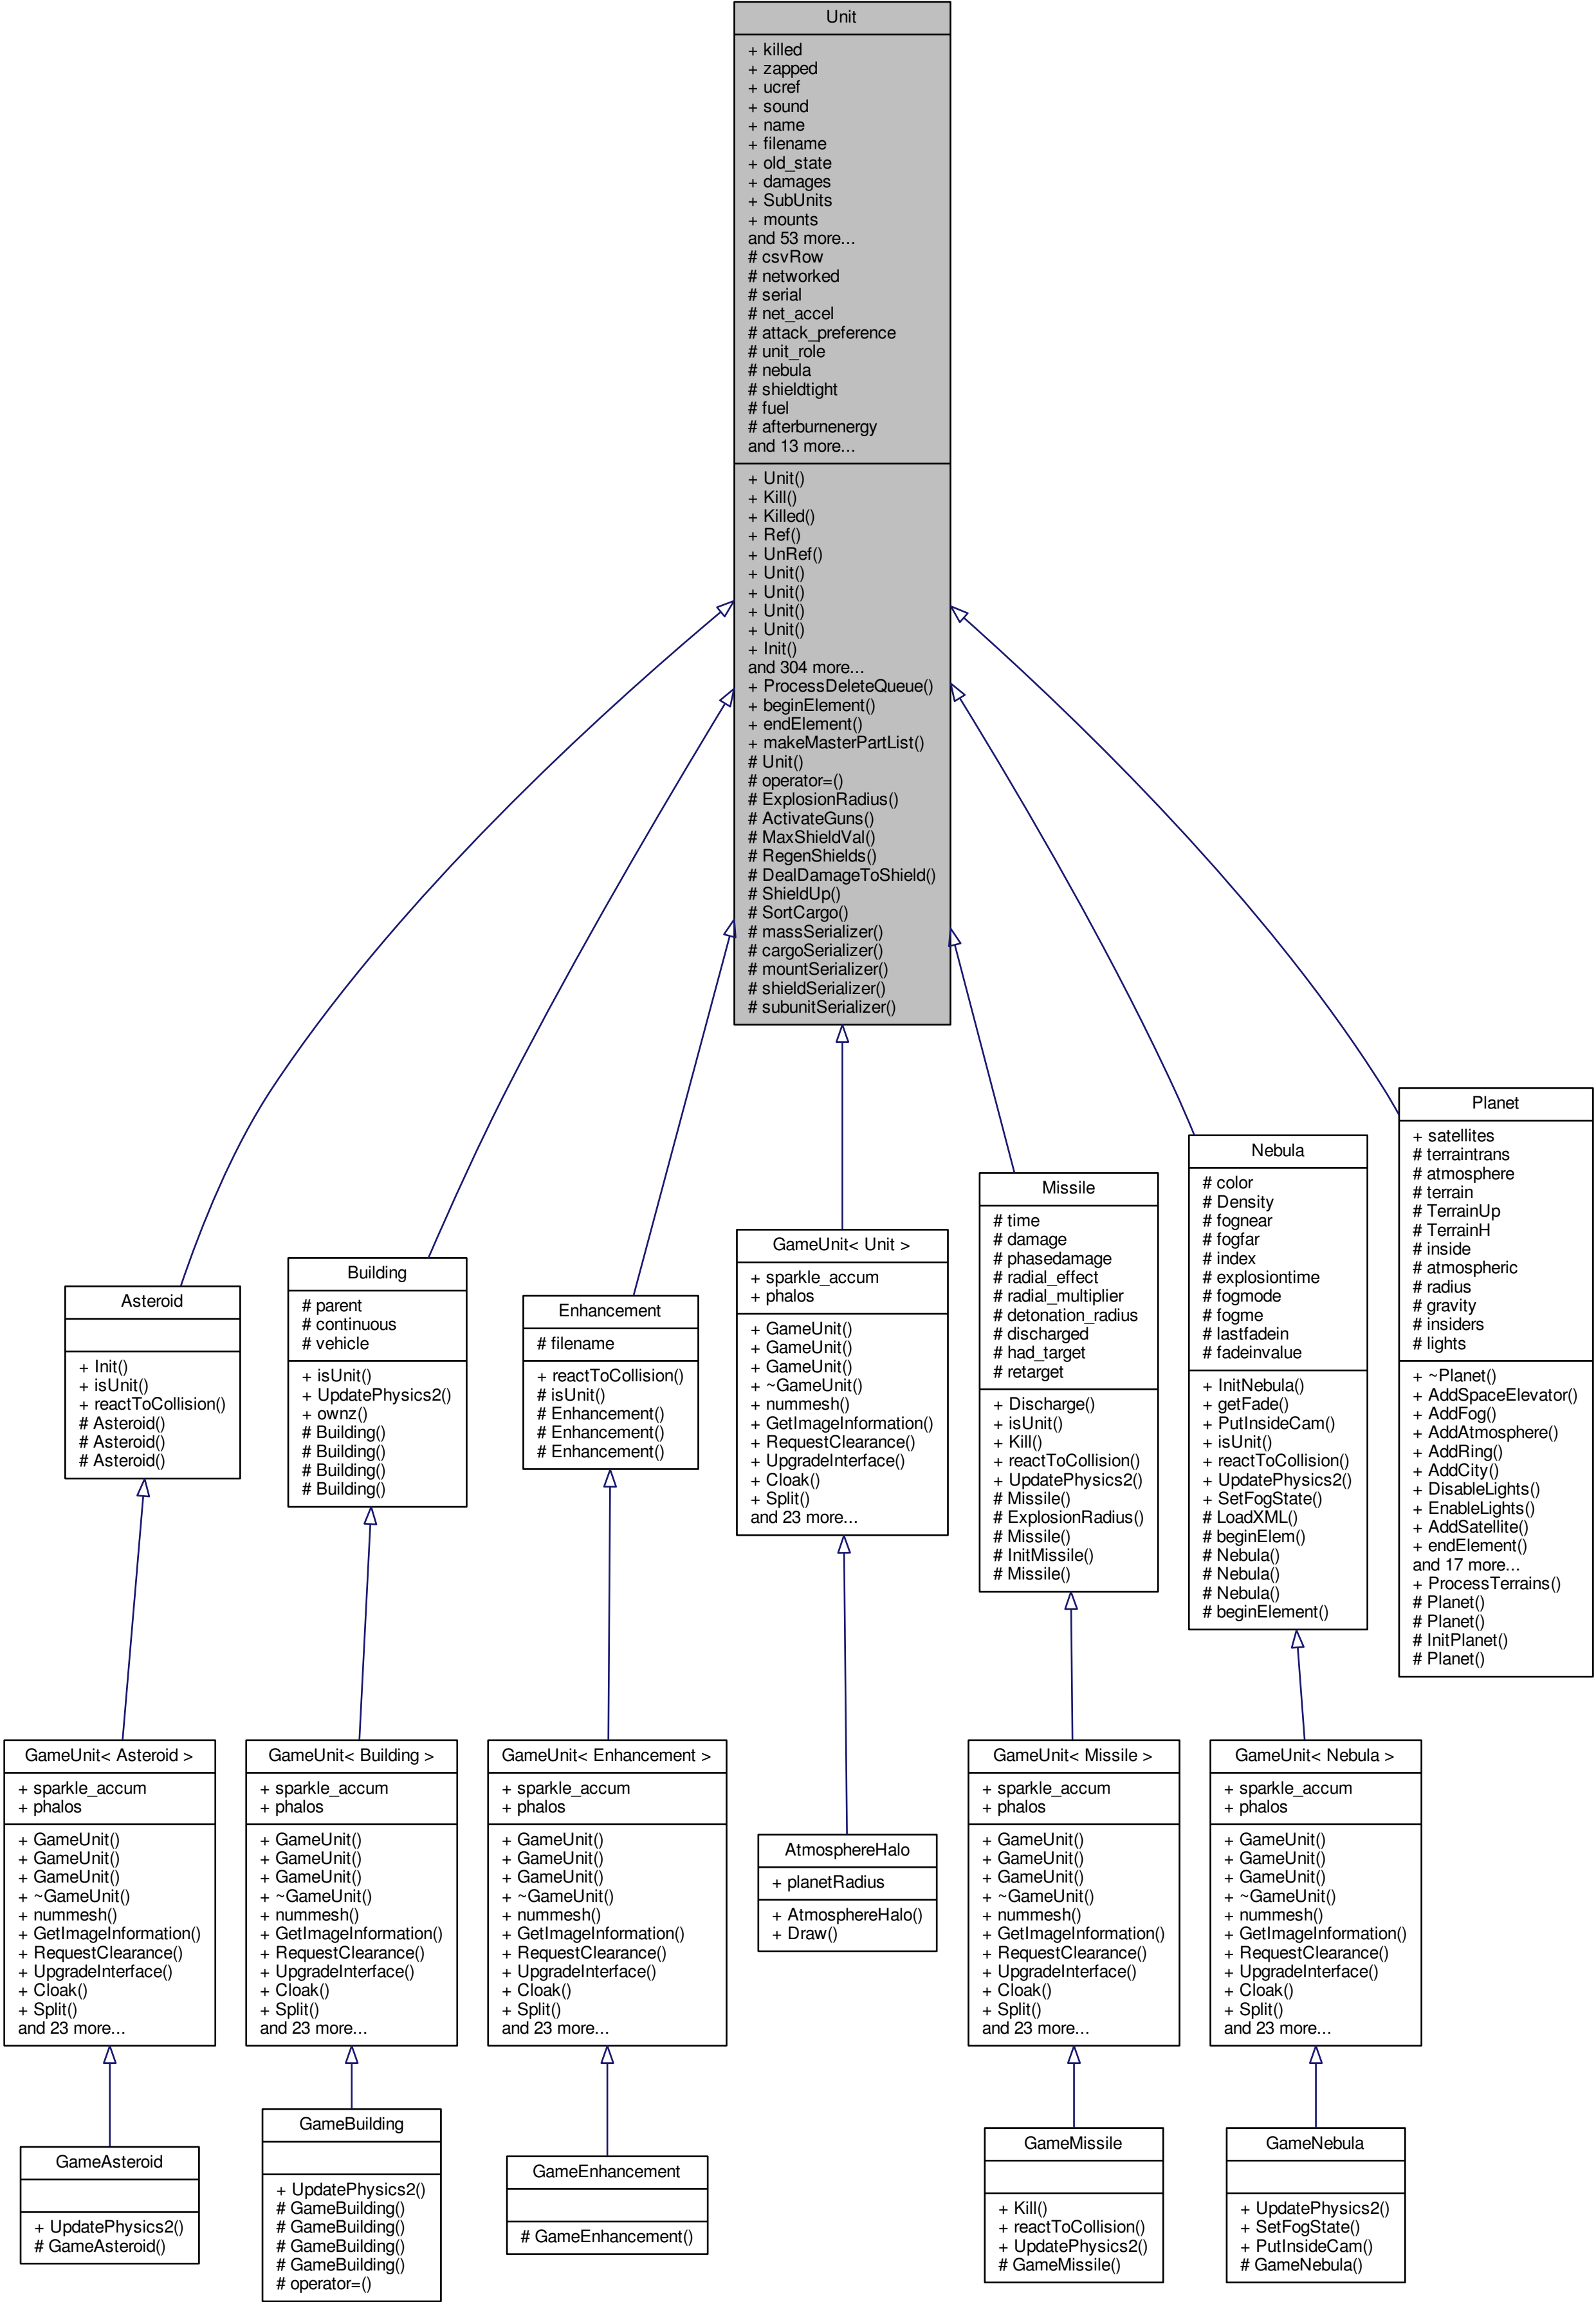 Unit
+ killed
+ zapped
+ ucref
+ sound
+ name
+ filename
+ old_state
+ damages
+ SubUnits
+ mounts
and 53 more...
# csvRow
# networked
# serial
# net_accel
# attack_preference
# unit_role
# nebula
# shieldtight
# fuel
# afterburnenergy
and 13 more...
+ Unit()
+ Kill()
+ Killed()
+ Ref()
+ UnRef()
+ Unit()
+ Unit()
+ Unit()
+ Unit()
+ Init()
and 304 more...
+ ProcessDeleteQueue()
+ beginElement()
+ endElement()
+ makeMasterPartList()
# Unit()
# operator=()
# ExplosionRadius()
# ActivateGuns()
# MaxShieldVal()
# RegenShields()
# DealDamageToShield()
# ShieldUp()
# SortCargo()
# massSerializer()
# cargoSerializer()
# mountSerializer()
# shieldSerializer()
# subunitSerializer()
Asteroid
+ Init()
+ isUnit()
+ reactToCollision()
# Asteroid()
# Asteroid()
# Asteroid()
Building
# parent
# continuous
# vehicle
+ isUnit()
+ UpdatePhysics2()
+ ownz()
# Building()
# Building()
# Building()
# Building()
Enhancement
# filename
+ reactToCollision()
# isUnit()
# Enhancement()
# Enhancement()
# Enhancement()
GameUnit< Unit >
+ sparkle_accum
+ phalos
+ GameUnit()
+ GameUnit()
+ GameUnit()
+ ~GameUnit()
+ nummesh()
+ GetImageInformation()
+ RequestClearance()
+ UpgradeInterface()
+ Cloak()
+ Split()
and 23 more...
Missile
# time
# damage
# phasedamage
# radial_effect
# radial_multiplier
# detonation_radius
# discharged
# had_target
# retarget
+ Discharge()
+ isUnit()
+ Kill()
+ reactToCollision()
+ UpdatePhysics2()
# Missile()
# ExplosionRadius()
# Missile()
# InitMissile()
# Missile()
Nebula
# color
# Density
# fognear
# fogfar
# index
# explosiontime
# fogmode
# fogme
# lastfadein
# fadeinvalue
+ InitNebula()
+ getFade()
+ PutInsideCam()
+ isUnit()
+ reactToCollision()
+ UpdatePhysics2()
+ SetFogState()
# LoadXML()
# beginElem()
# Nebula()
# Nebula()
# Nebula()
# beginElement()
Planet
+ satellites
# terraintrans
# atmosphere
# terrain
# TerrainUp
# TerrainH
# inside
# atmospheric
# radius
# gravity
# insiders
# lights
+ ~Planet()
+ AddSpaceElevator()
+ AddFog()
+ AddAtmosphere()
+ AddRing()
+ AddCity()
+ DisableLights()
+ EnableLights()
+ AddSatellite()
+ endElement()
and 17 more...
+ ProcessTerrains()
# Planet()
# Planet()
# InitPlanet()
# Planet()
GameUnit< Asteroid >
+ sparkle_accum
+ phalos
+ GameUnit()
+ GameUnit()
+ GameUnit()
+ ~GameUnit()
+ nummesh()
+ GetImageInformation()
+ RequestClearance()
+ UpgradeInterface()
+ Cloak()
+ Split()
and 23 more...
GameUnit< Building >
+ sparkle_accum
+ phalos
+ GameUnit()
+ GameUnit()
+ GameUnit()
+ ~GameUnit()
+ nummesh()
+ GetImageInformation()
+ RequestClearance()
+ UpgradeInterface()
+ Cloak()
+ Split()
and 23 more...
GameUnit< Enhancement >
+ sparkle_accum
+ phalos
+ GameUnit()
+ GameUnit()
+ GameUnit()
+ ~GameUnit()
+ nummesh()
+ GetImageInformation()
+ RequestClearance()
+ UpgradeInterface()
+ Cloak()
+ Split()
and 23 more...
AtmosphereHalo
+ planetRadius
+ AtmosphereHalo()
+ Draw()
GameUnit< Missile >
+ sparkle_accum
+ phalos
+ GameUnit()
+ GameUnit()
+ GameUnit()
+ ~GameUnit()
+ nummesh()
+ GetImageInformation()
+ RequestClearance()
+ UpgradeInterface()
+ Cloak()
+ Split()
and 23 more...
GameUnit< Nebula >
+ sparkle_accum
+ phalos
+ GameUnit()
+ GameUnit()
+ GameUnit()
+ ~GameUnit()
+ nummesh()
+ GetImageInformation()
+ RequestClearance()
+ UpgradeInterface()
+ Cloak()
+ Split()
and 23 more...
GameAsteroid
+ UpdatePhysics2()
# GameAsteroid()
GameBuilding
+ UpdatePhysics2()
# GameBuilding()
# GameBuilding()
# GameBuilding()
# GameBuilding()
# operator=()
GameEnhancement
# GameEnhancement()
GameMissile
+ Kill()
+ reactToCollision()
+ UpdatePhysics2()
# GameMissile()
GameNebula
+ UpdatePhysics2()
+ SetFogState()
+ PutInsideCam()
# GameNebula()